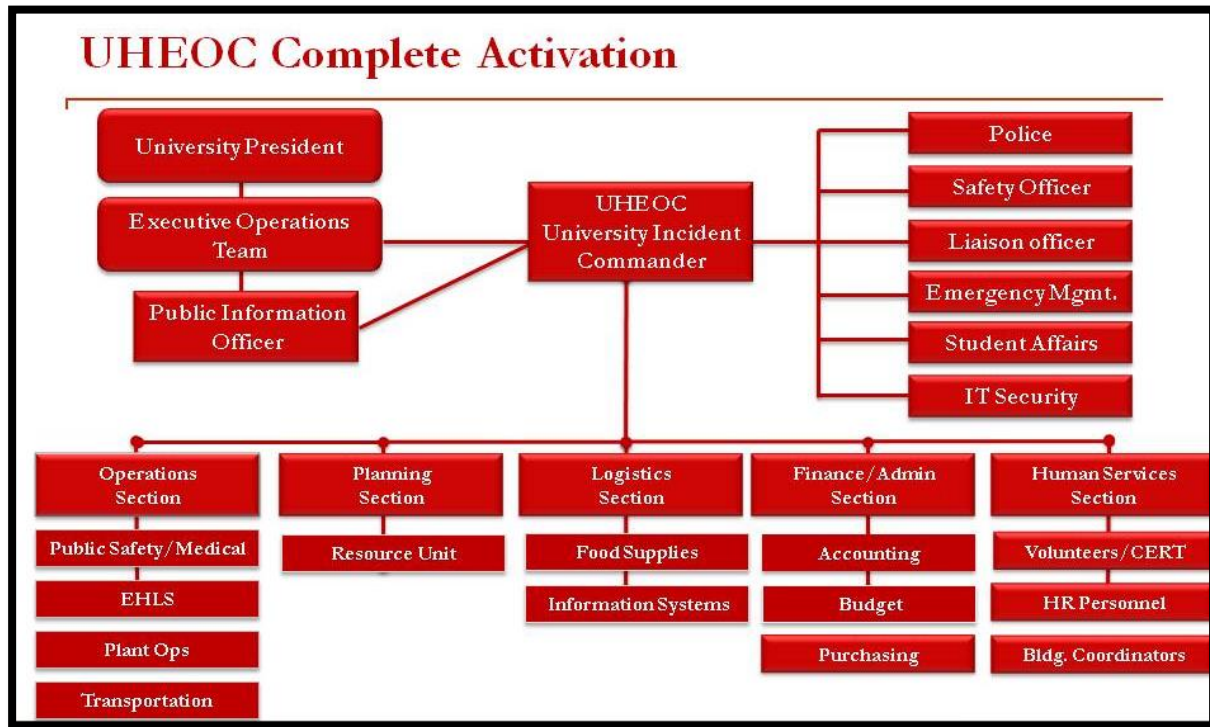 UHEOC Complete Activation
University President
Executive Operations
Team
Public Information
Officer
UHEOC
University Incident
Commander
Police
Safety Officer
Liaison officer
Emergency Mgmt.
Student Affairs
IT Security
Operations
Section
Public Safety/Medical
EHLS
Plant Ops
Transportation
Planning
Section
Resource Unit
Logistics
Section
Food Supplies
Information Systems
Finance/Admin
Section
Accounting
Budget
Purchasing
Human Services
Section
Volunteers/CERT
HR Personnel
Bldg. Coordinators